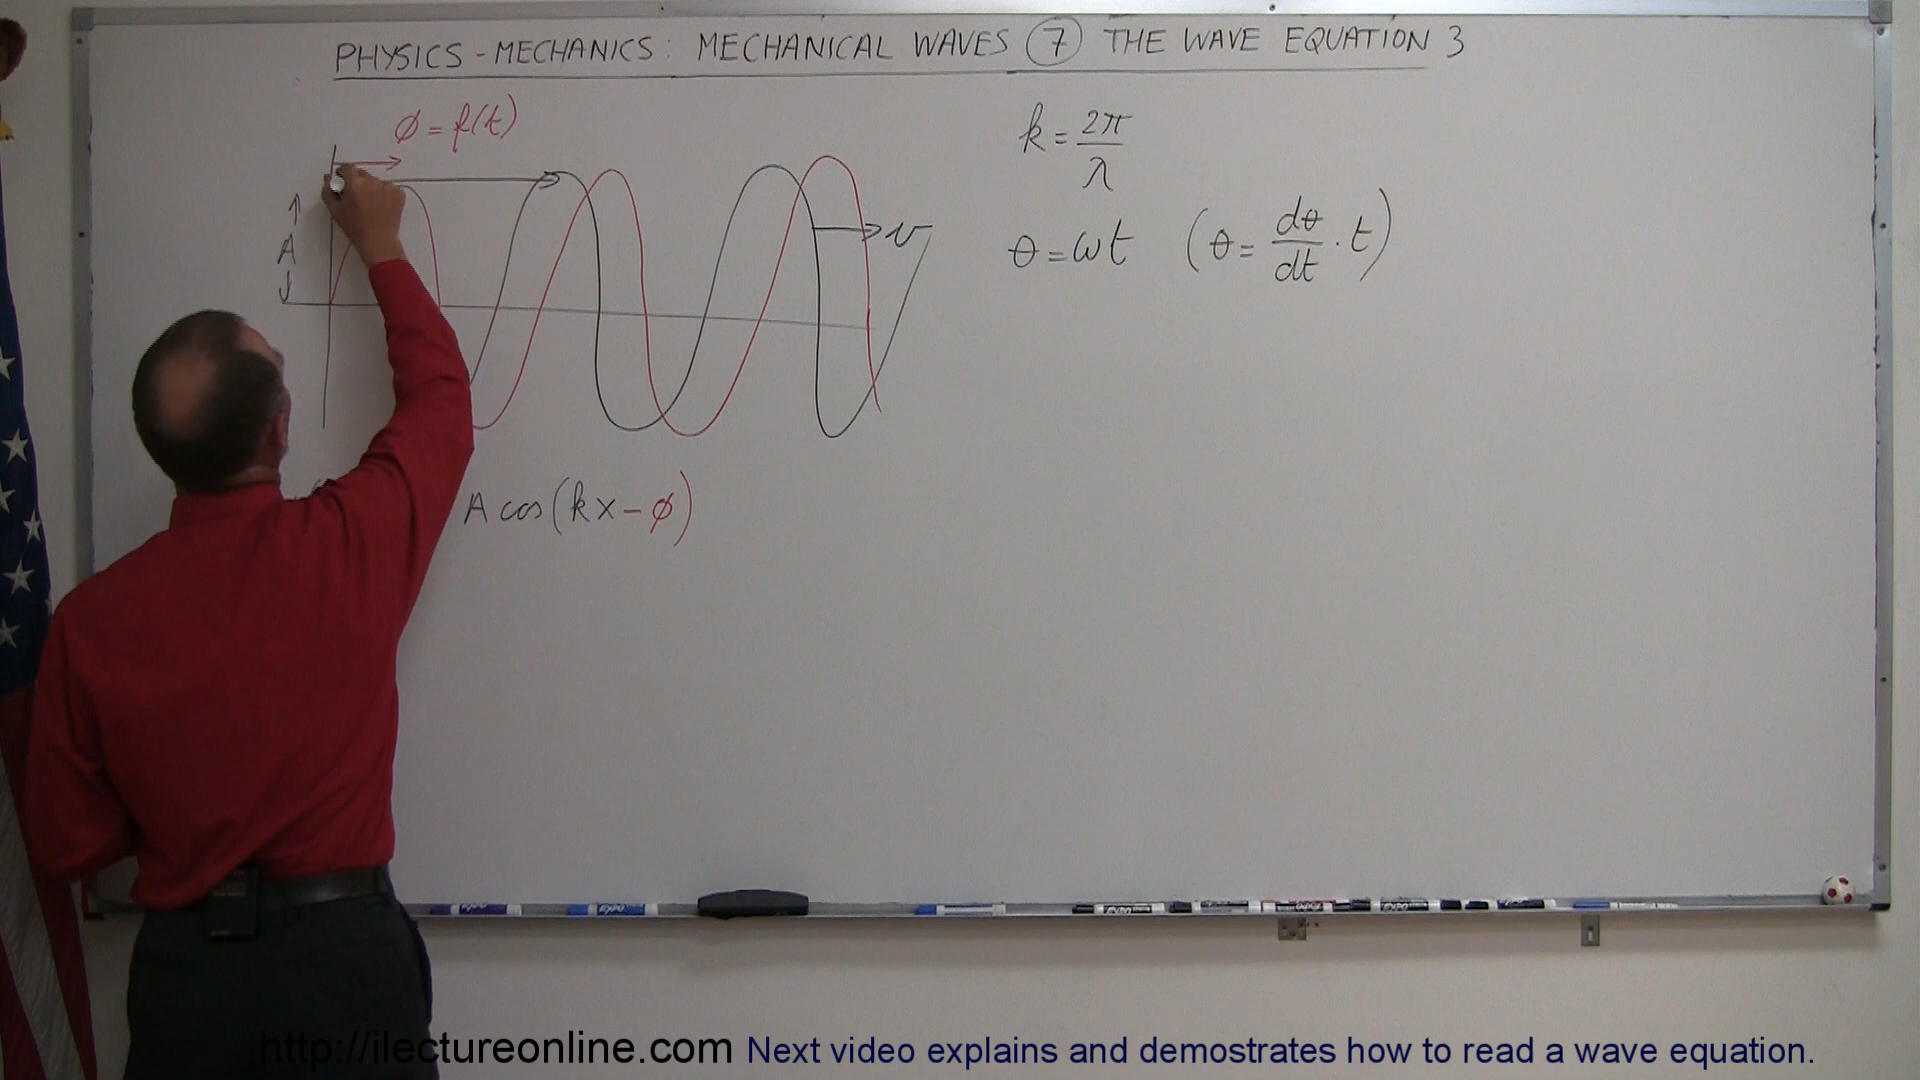 PHYSICS - MECHANICS: MECHANICAL WAVES 7 THE WAVE EQUATION 3
ϕ = f(t)
k = 2π/λ
A
v
θ = ωt (θ = dθ/dt · t)
A cos(kx - ϕ)
http://ilectureonline.com Next video explains and demostrates how to read a wave equation.